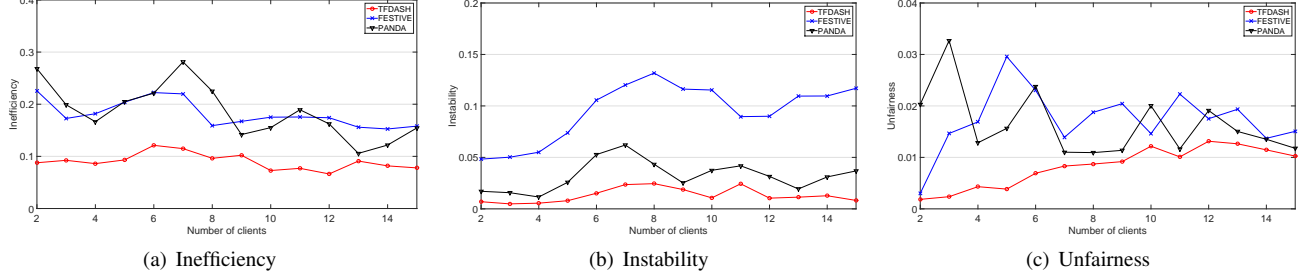 TFDASH
FESTIVE
PANDA
0.4
0.3
0.2
0.1
0
Inefficiency
2 4 6 8 10 12 14
Number of clients
(a) Inefficiency
TFDASH
FESTIVE
PANDA
0.2
0.15
0.1
0.05
0
Instability
2 4 6 8 10 12 14
Number of clients
(b) Instability
TFDASH
FESTIVE
PANDA
0.04
0.03
0.02
0.01
0
Unfairness
2 4 6 8 10 12 14
Number of clients
(c) Unfairness